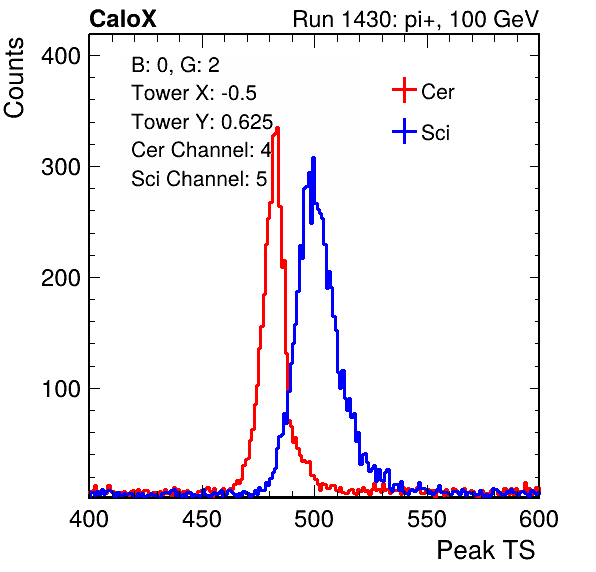 CaloX Run 1430: pi+, 100 GeV
Counts
400
300
200
100
B: 0, G: 2
Tower X: -0.5
Tower Y: 0.625
Cer Channel: 4
Sci Channel: 5
Cer
Sci
400 450 500 550 600
Peak TS